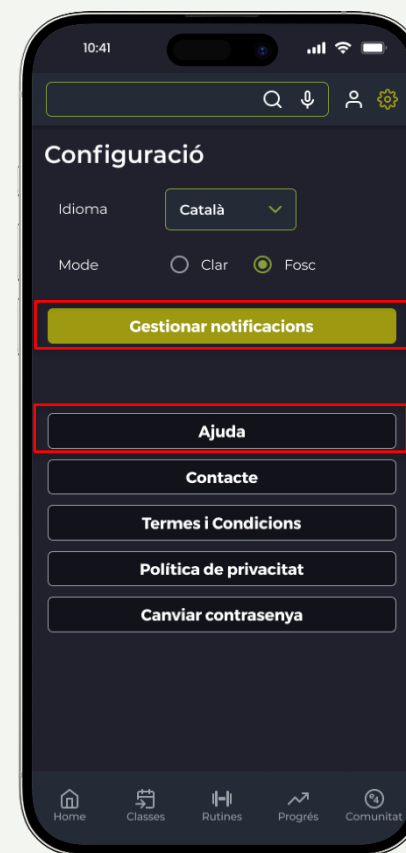 10:41
Configuració
Idioma Català
Mode Clar Fosc
Gestionar notificacions
Ajuda
Contacte
Termes i Condicions
Política de privacitat
Canviar contrasenya
Home Classes Rutines Progrés Comunitat